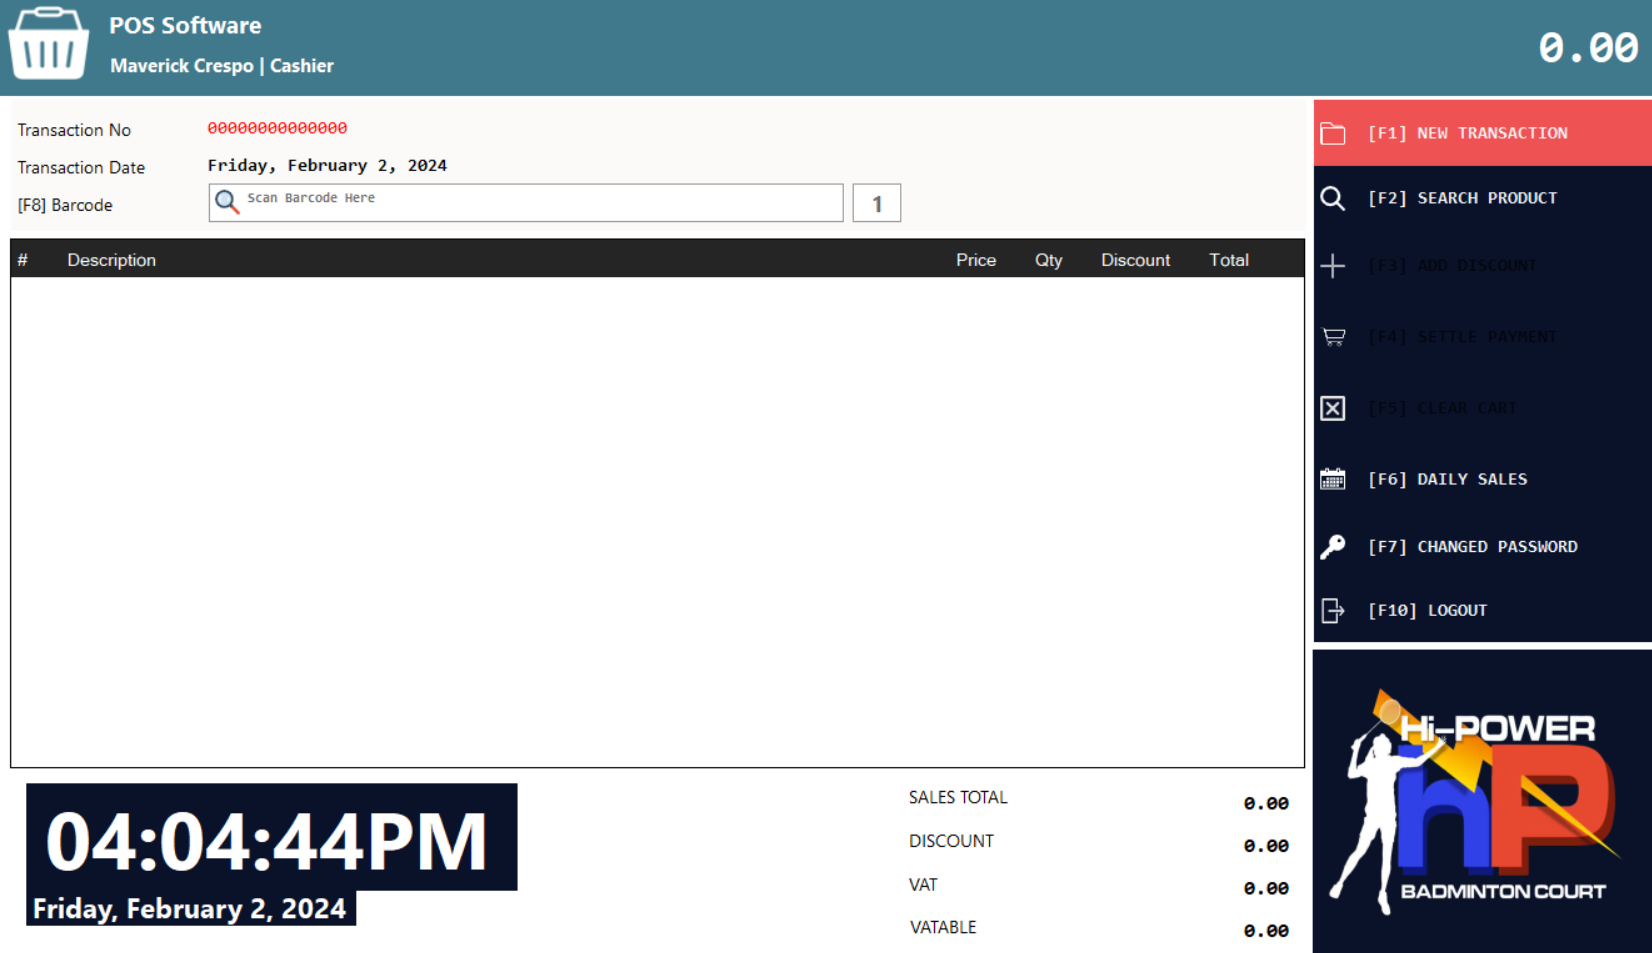 POS Software
Maverick Crespo | Cashier
0.00
Transaction No 00000000000000
Transaction Date Friday, February 2, 2024
[F8] Barcode Scan Barcode Here 1
# Description Price Qty Discount Total
[F1] NEW TRANSACTION
[F2] SEARCH PRODUCT
[F3] ADD DISCOUNT
[F4] SETTLE PAYMENT
[F5] CLEAR CART
[F6] DAILY SALES
[F7] CHANGED PASSWORD
[F10] LOGOUT
04:04:44PM
Friday, February 2, 2024
SALES TOTAL 0.00
DISCOUNT 0.00
VAT 0.00
VATABLE 0.00
Hi-POWER
hP
BADMINTON COURT